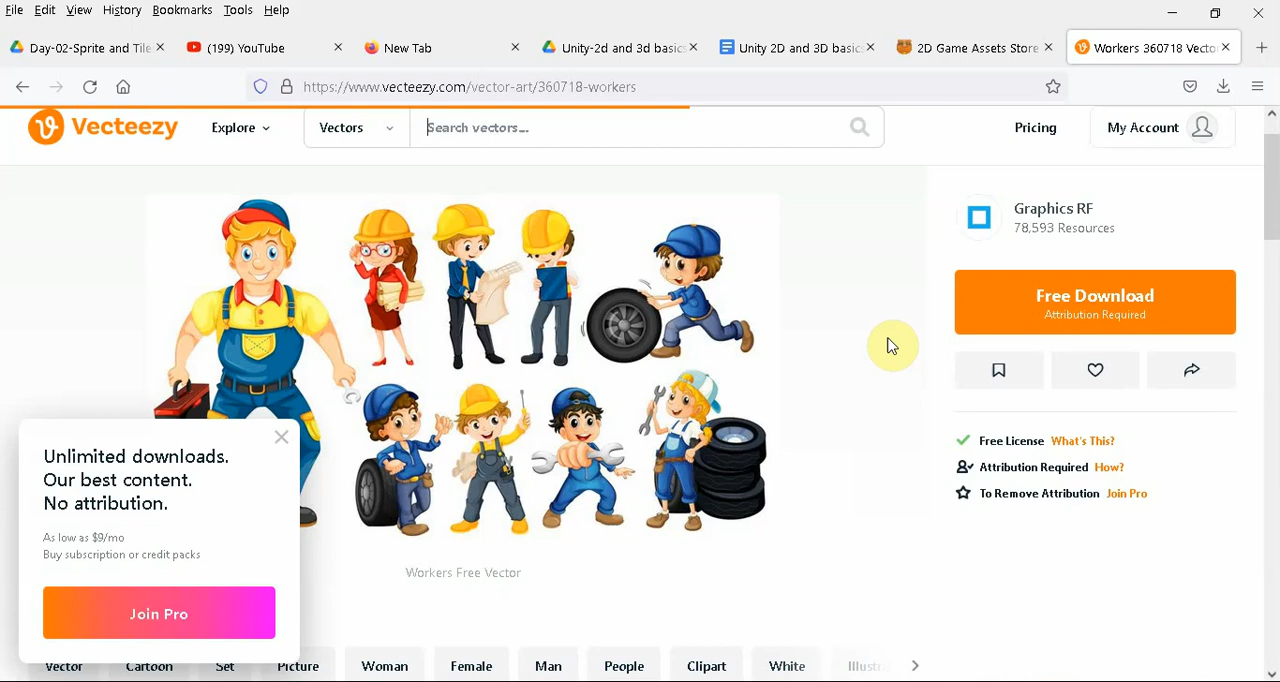 File Edit View History Bookmarks Tools Help
Day-02-Sprite and Tile
(199) YouTube
New Tab
Unity-2d and 3d basics
Unity 2D and 3D basics
2D Game Assets Store
Workers 360718 Vecto
https://www.vecteezy.com/vector-art/360718-workers
Vecteezy
Explore
Vectors
Search vectors...
Pricing
My Account
Graphics RF
78,593 Resources
Free Download
Attribution Required
Free License What's This?
Attribution Required How?
To Remove Attribution Join Pro
Unlimited downloads.
Our best content.
No attribution.
As low as $9/mo
Buy subscription or credit packs
Join Pro
Workers Free Vector
Vector Cartoon Set Picture Woman Female Man People Clipart White Illustr